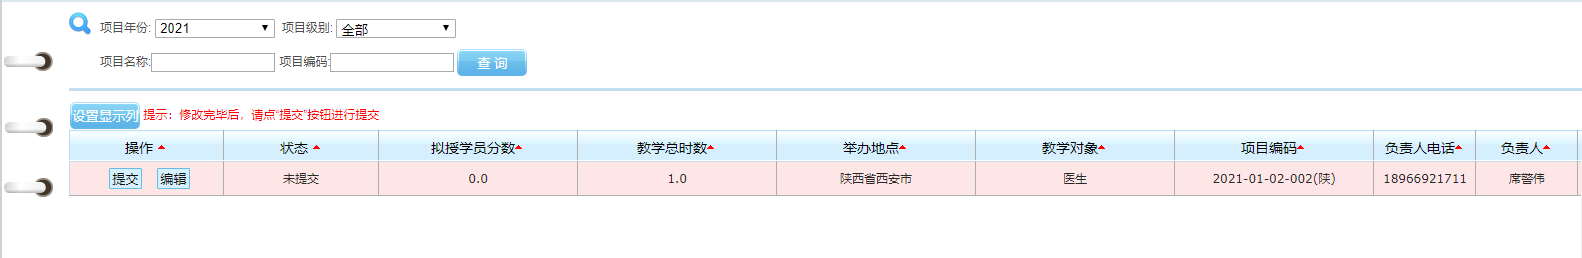 项目年份: 2021 项目级别: 全部
项目名称: 项目编码: 查 询
设置显示列 提示：修改完毕后，请点“提交”按钮进行提交
操作 状态 拟授学员分数 教学总时数 举办地点 教学对象 项目编码 负责人电话 负责人
提交 编辑 未提交 0.0 1.0 陕西省西安市 医生 2021-01-02-002(陕) 18966921711 席警伟